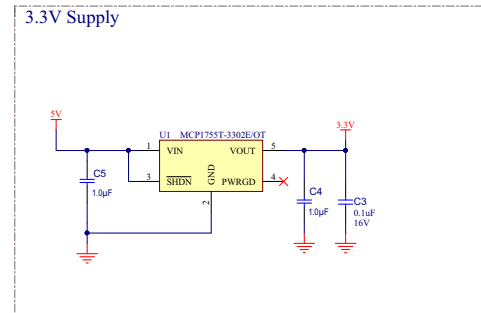 3.3V Supply
5V
3.3V
U1 MCP1755T-3302E/OT
1 VIN VOUT 5
3 SHDN GND PWRGD 4
2
C5
1.0µF
C4
1.0µF
C3
0.1uF
16V